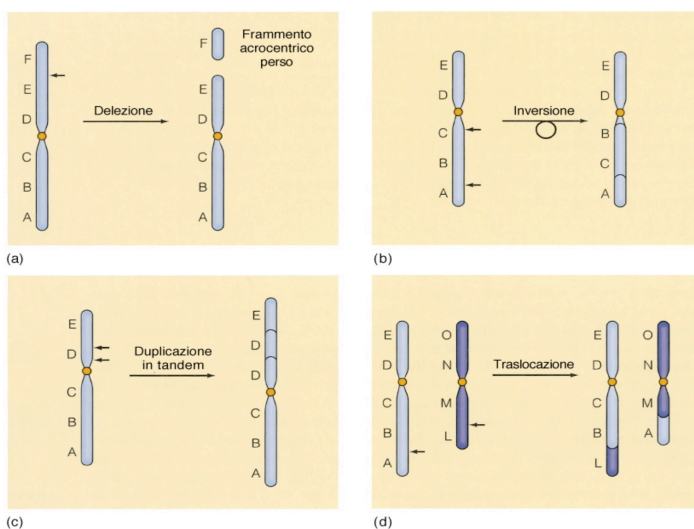 F
E
D
C
B
A
Delezione
F
Frammento
acrocentrico
perso
E
D
C
B
A
(a)
E
D
C
B
A
Inversione
E
D
B
C
A
(b)
E
D
C
B
A
Duplicazione
in tandem
E
D
D
C
B
A
(c)
E
D
C
B
A
O
N
M
L
Traslocazione
E
D
C
B
L
O
N
M
A
(d)